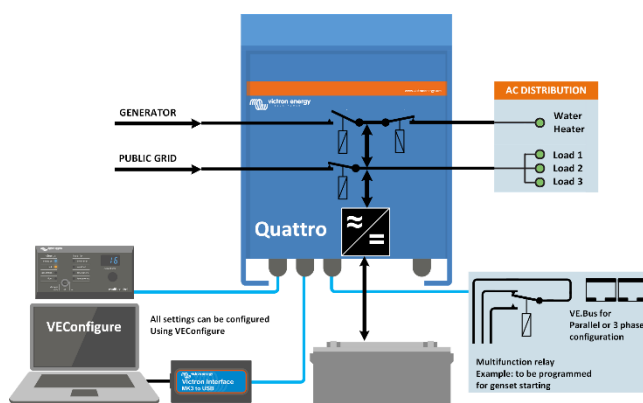 victron energy
AC DISTRIBUTION
GENERATOR
Water
Heater
PUBLIC GRID
Load 1
Load 2
Load 3
Quattro
16
VEConfigure
All settings can be configured
Using VEConfigure
Victron Interface
MK3 to USB
VE.Bus for
Parallel or 3 phase
configuration
Multifunction relay
Example: to be programmed
for genset starting